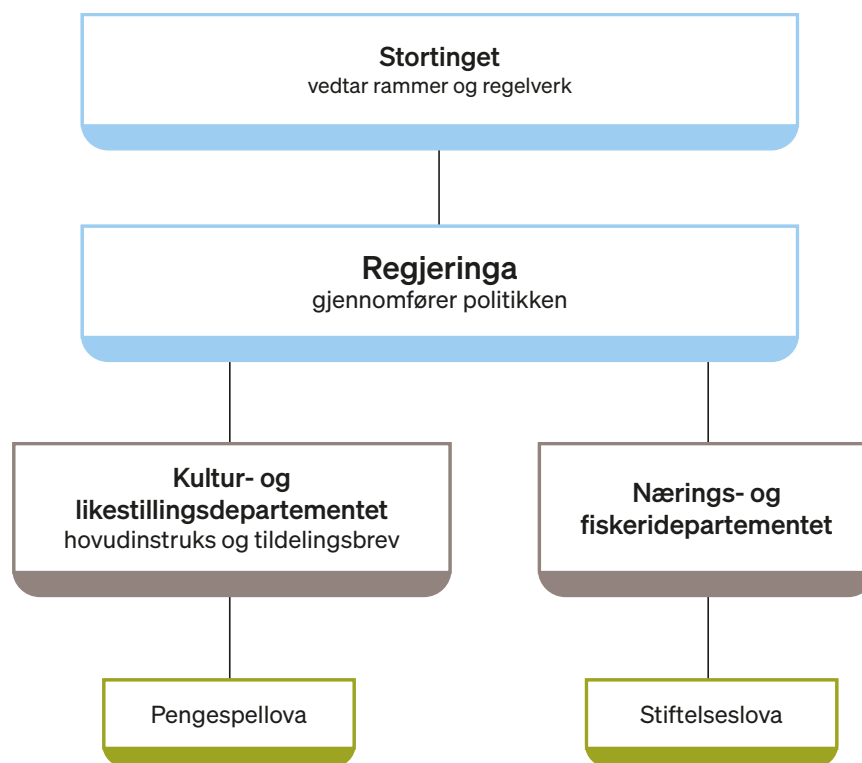 Stortinget
vedtar rammer og regelverk
Regjeringa
gjennomfører politikken
Kultur- og
likestillingsdepartementet
hovudinstruks og tildelingsbrev
Nærings- og
fiskeridepartementet
Pengespellova
Stiftelseslova